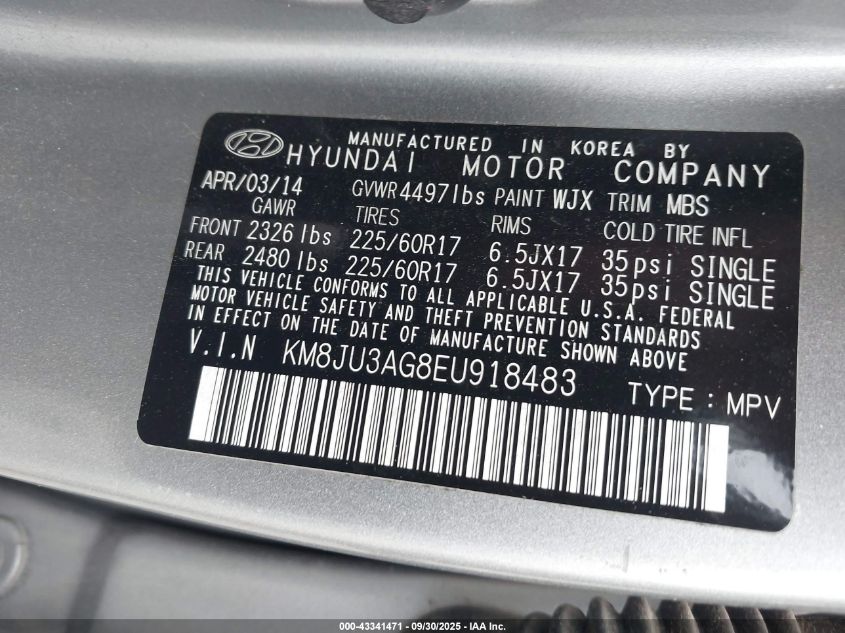 MANUFACTURED IN KOREA BY
HYUNDAI MOTOR COMPANY
APR/03/14 GVWR 4497lbs PAINT WJX TRIM MBS
GAWR TIRES RIMS COLD TIRE INFL
FRONT 2326 lbs 225/60R17 6.5JX17 35psi SINGLE
REAR 2480 lbs 225/60R17 6.5JX17 35psi SINGLE
THIS VEHICLE CONFORMS TO ALL APPLICABLE U.S.A. FEDERAL
MOTOR VEHICLE SAFETY AND THEFT PREVENTION STANDARDS
IN EFFECT ON THE DATE OF MANUFACTURE SHOWN ABOVE
V.I.N KM8JU3AG8EU918483 TYPE : MPV
000-43341471 - 09/30/2025 - IAA Inc.